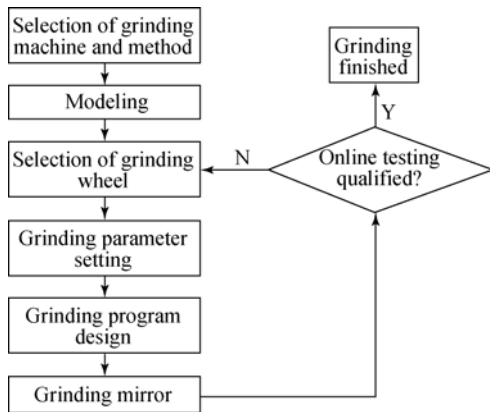 Selection of grinding
machine and method
Modeling
Selection of grinding
wheel
Grinding parameter
setting
Grinding program
design
Grinding mirror
Online testing
qualified?
N
Y
Grinding
finished